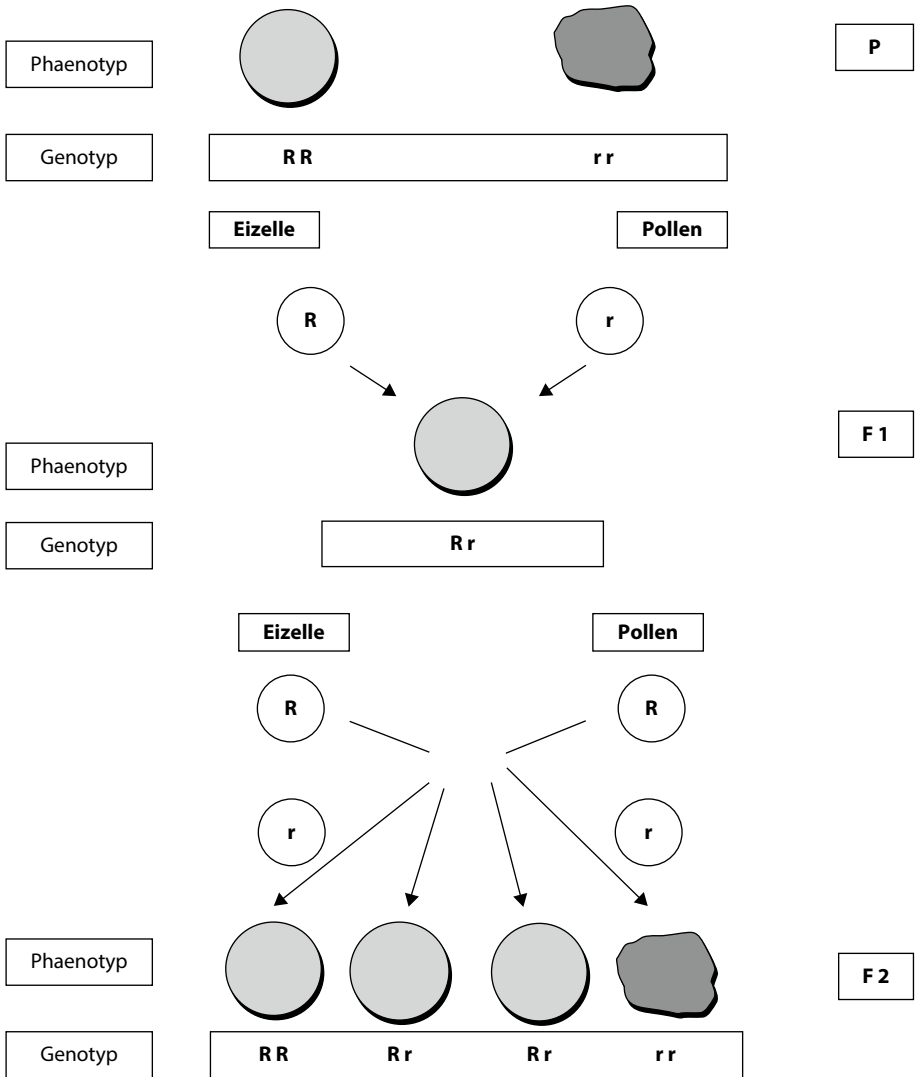 Phaenotyp
P
Genotyp
R R r r
Eizelle Pollen
R r
F 1
Phaenotyp
Genotyp
R r
Eizelle Pollen
R R
r r
Phaenotyp
F 2
Genotyp
R R R r R r r r